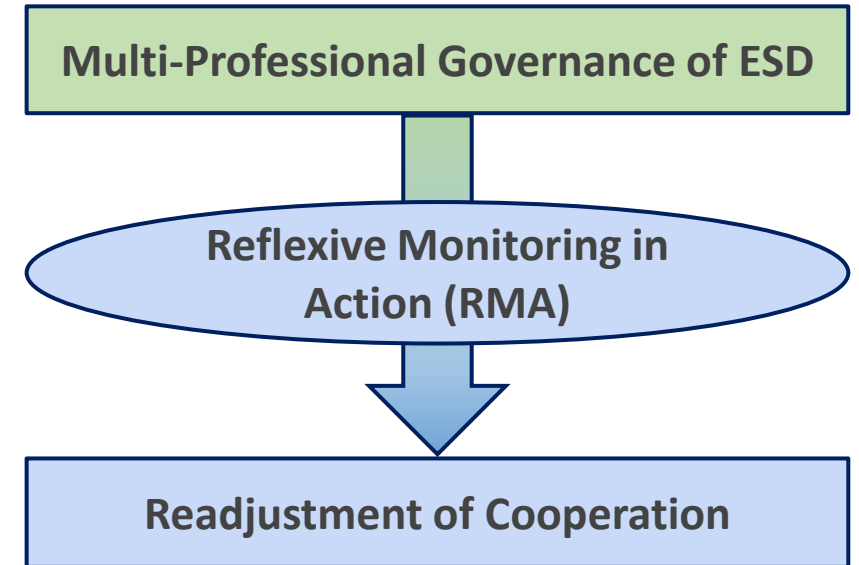 Multi-Professional Governance of ESD
Reflexive Monitoring in
Action (RMA)
Readjustment of Cooperation